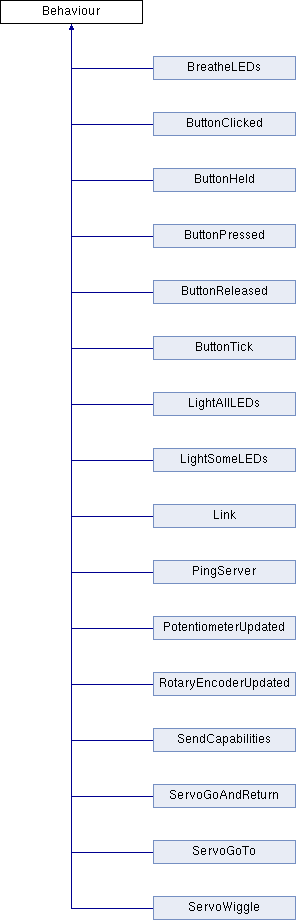 Behaviour
BreatheLEDs
ButtonClicked
ButtonHeld
ButtonPressed
ButtonReleased
ButtonTick
LightAllLEDs
LightSomeLEDs
Link
PingServer
PotentiometerUpdated
RotaryEncoderUpdated
SendCapabilities
ServoGoAndReturn
ServoGoTo
ServoWiggle